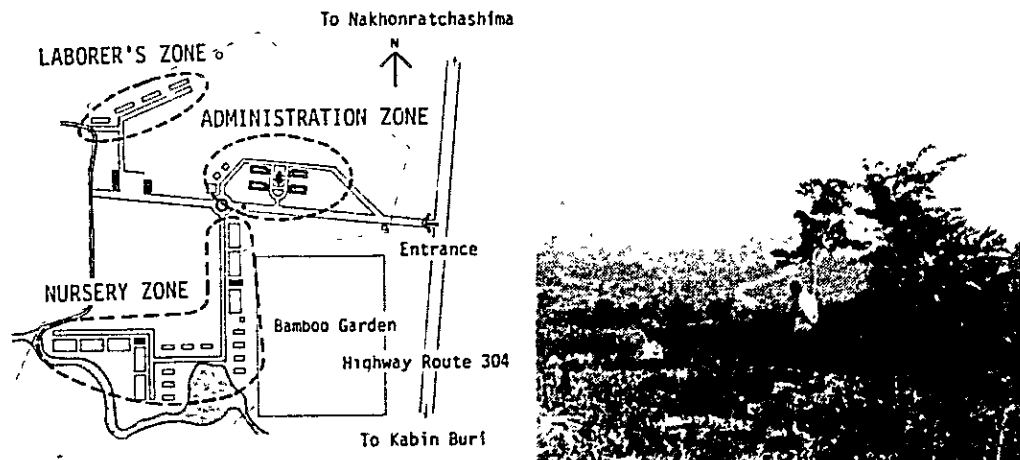 To Nakhonratchashima
N
LABORER'S ZONE
ADMINISTRATION ZONE
Entrance
NURSERY ZONE
Bamboo Garden
Highway Route 304
To Kabin Buri